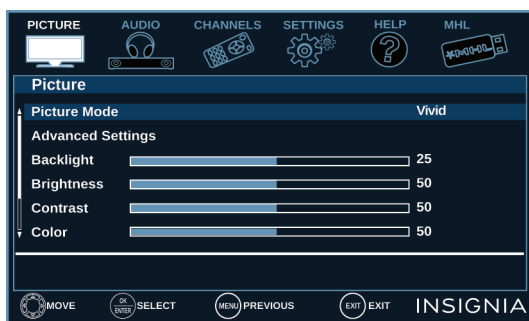 PICTURE AUDIO CHANNELS SETTINGS HELP MHL
?
MHL
Picture
Picture Mode Vivid
Advanced Settings
Backlight 25
Brightness 50
Contrast 50
Color 50
MOVE OK ENTER SELECT MENU PREVIOUS EXIT EXIT INSIGNIA